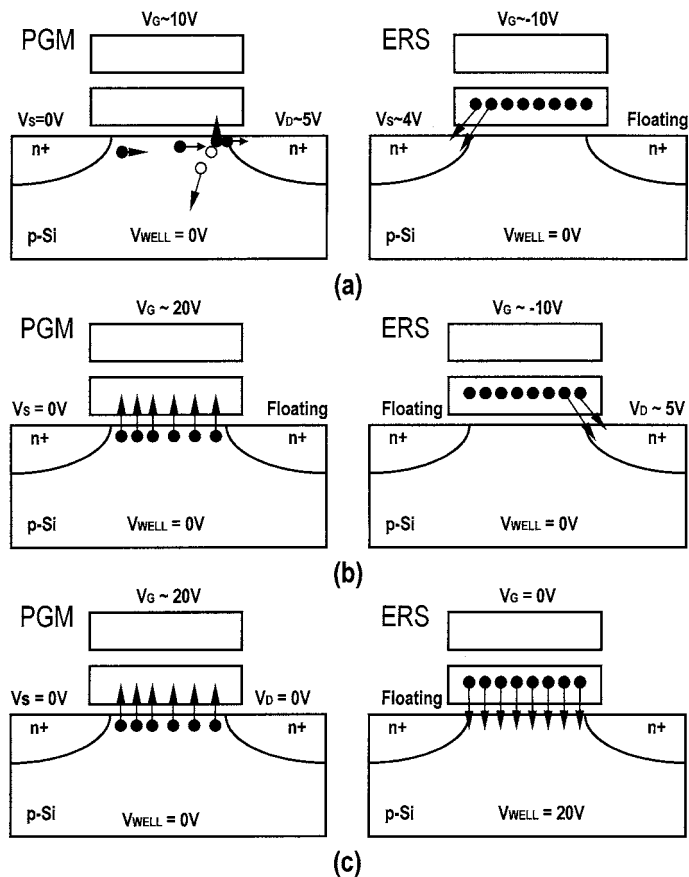 PGM
VG~10V
VS=0V
VD~5V
n+
n+
p-Si
VWELL = 0V
ERS
VG~-10V
VS~4V
Floating
n+
n+
p-Si
VWELL = 0V
(a)
PGM
VG ~ 20V
VS = 0V
Floating
n+
n+
p-Si
VWELL = 0V
ERS
VG ~ -10V
Floating
VD ~ 5V
n+
n+
p-Si
VWELL = 0V
(b)
PGM
VG ~ 20V
VS = 0V
VD = 0V
n+
n+
p-Si
VWELL = 0V
ERS
VG = 0V
Floating
n+
p-Si
VWELL = 20V
(c)